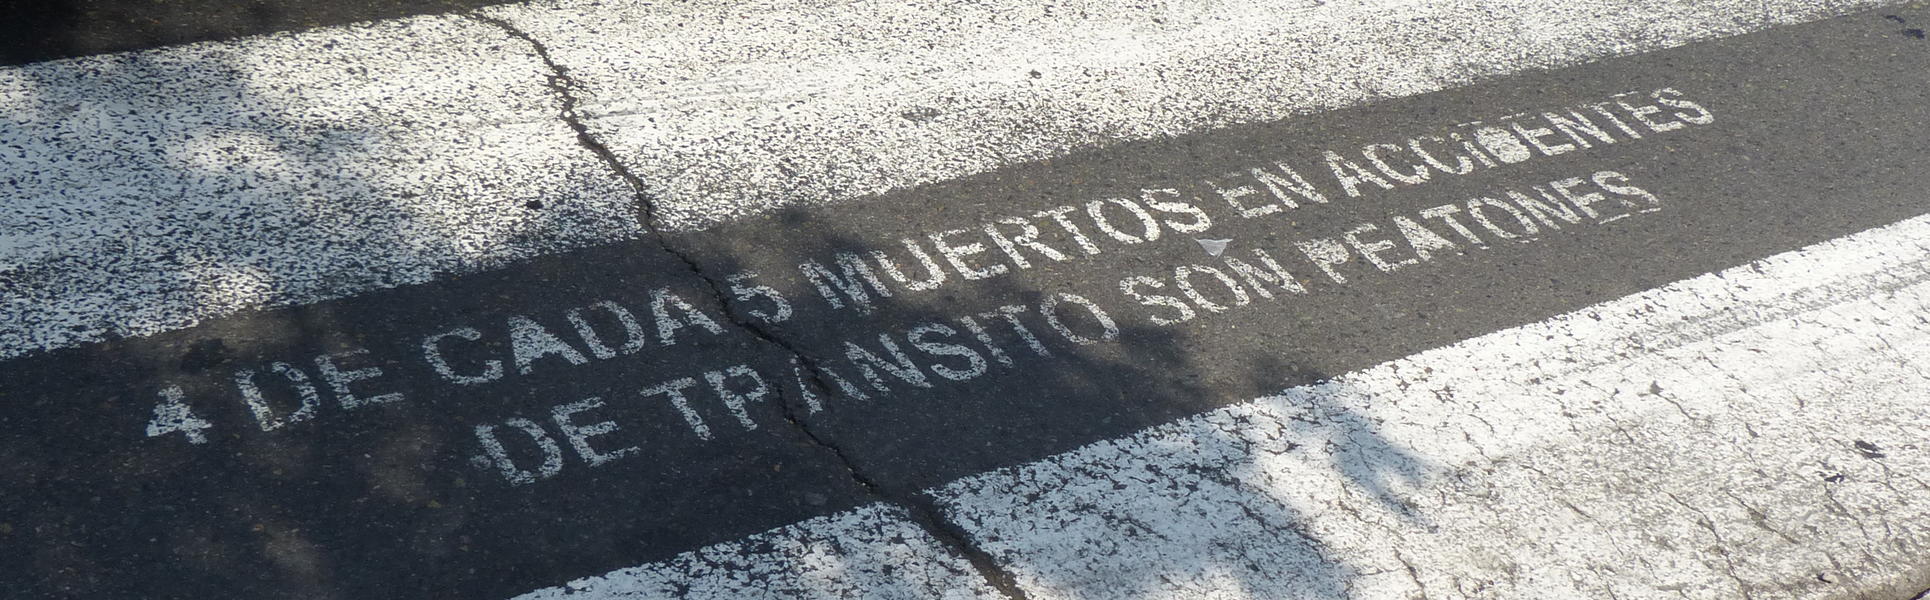 4 DE CADA 5 MUERTOS EN ACCIDENTES
DE TRANSITO SON PEATONES